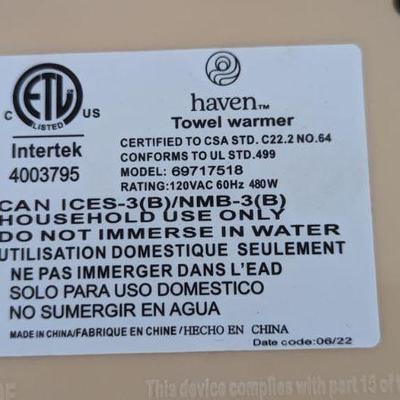 C ETL US
LISTED
Intertek
4003795
haven™
Towel warmer
CERTIFIED TO CSA STD. C22.2 NO.64
CONFORMS TO UL STD.499
MODEL: 69717518
RATING:120VAC 60Hz 480W
CAN ICES-3(B)/NMB-3(B)
HOUSEHOLD USE ONLY
DO NOT IMMERSE IN WATER
UTILISATION DOMESTIQUE SEULEMENT
NE PAS IMMERGER DANS L'EAD
SOLO PARA USO DOMESTICO
NO SUMERGIR EN AGUA
MADE IN CHINA/FABRIQUE EN CHINE/HECHO EN CHINA
Date code:06/22
This device complies with part 15 of